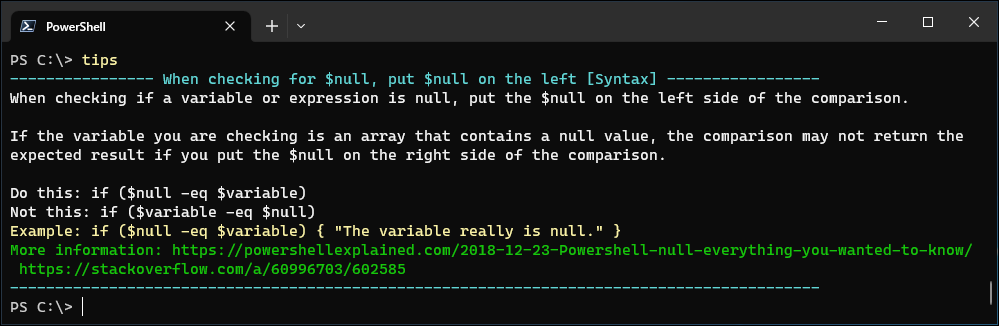 PowerShell
PS C:\> tips
---------------- When checking for $null, put $null on the left [Syntax] -----------------
When checking if a variable or expression is null, put the $null on the left side of the comparison.
If the variable you are checking is an array that contains a null value, the comparison may not return the
expected result if you put the $null on the right side of the comparison.
Do this: if ($null -eq $variable)
Not this: if ($variable -eq $null)
Example: if ($null -eq $variable) { "The variable really is null." }
More information: https://powershellexplained.com/2018-12-23-Powershell-null-everything-you-wanted-to-know/
https://stackoverflow.com/a/60996703/602585
------------------------------------------------------------------------------------------
PS C:\>